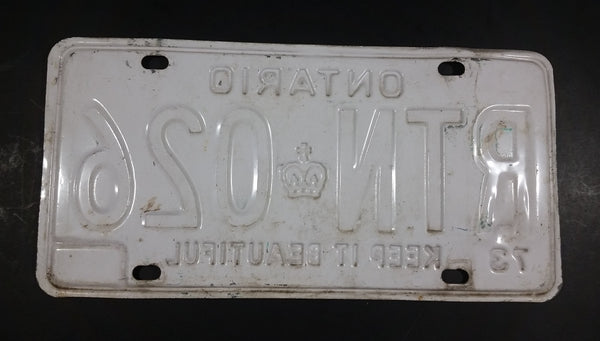 ONTARIO
RTN 026
73 KEEP IT BEAUTIFUL